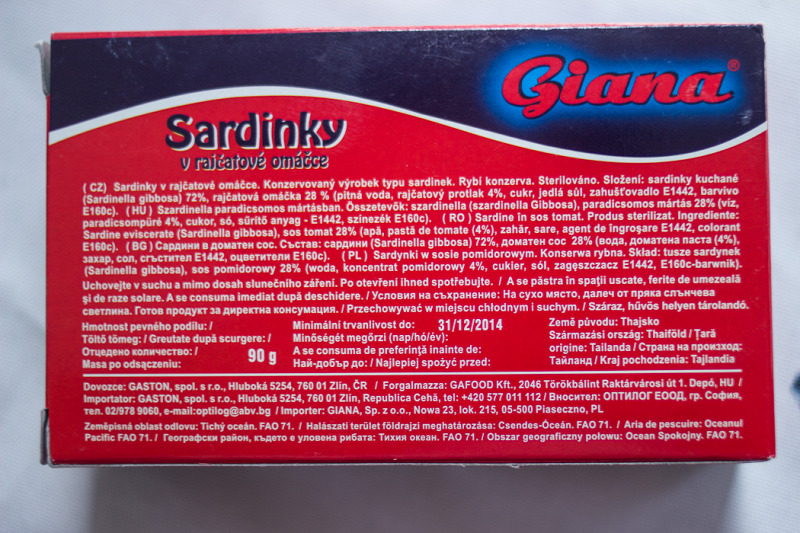 Giana®
Sardinky
v rajčatové omáčce
( CZ) Sardinky v rajčatové omáčce. Konzervovaný výrobek typu sardinek. Rybí konzerva. Sterilováno. Složení: sardinky kuchané
(Sardinella gibbosa) 72%, rajčatová omáčka 28 % (pitná voda, rajčatový protlak 4%, cukr, jedlá sůl, zahušťovadlo E1442, barvivo
E160c). ( HU ) Szardinella paradicsomos mártásban. Összetevők: szardinella (szardinella Gibbosa), paradicsomos mártás 28% (víz,
paradicsompüré 4%, cukor, só, sűritő anyag - E1442, szinezék E160c). ( RO ) Sardine în sos tomat. Produs sterilizat. Ingrediente:
Sardine eviscerate (Sardinella gibbosa), sos tomat 28% (apă, pastă de tomate (4%), zahăr, sare, agent de îngroşare E1442, colorant
E160c). ( BG ) Сардини в доматен сос. Състав: сардини (Sardinella gibbosa) 72%, доматен сос 28% (вода, доматена паста (4%),
захар, сол, сгъстител E1442, оцветители E160c). ( PL ) Sardynki w sosie pomidorowym. Konserwa rybna. Skład: tusze sardynek
(Sardinella gibbosa), sos pomidorowy 28% (woda, koncentrat pomidorowy 4%, cukier, sól, zagęszczacz E1442, E160c-barwnik).
Uchovejte v suchu a mimo dosah slunečního záření. Po otevření ihned spotřebujte. / A se păstra în spaţii uscate, ferite de umezeală
şi de raze solare. A se consuma imediat după deschidere. / Условия на съхранение: На сухо място, далеч от пряка слънчева
светлина. Готов продукт за директна консумация. / Przechowywać w miejscu chłodnym i suchym. / Száraz, hűvös helyen tárolandó.
Hmotnost pevného podílu: /
Töltő tömeg: / Greutate după scurgere: /
Отцедено количество: /
Masa po odsączeniu:
90 g
Minimální trvanlivost do: 31/12/2014
Minőségét megőrzi (nap/hó/év):
A se consuma de preferinţă inainte de:
Най-добър до: / Najlepiej spożyć przed:
Země původu: Thajsko
Származási ország: Thaiföld / Ţară
origine: Tailanda / Страна на произход:
Тайланд / Kraj pochodzenia: Tajlandia
Dovozce: GASTON, spol. s r.o., Hluboká 5254, 760 01 Zlín, ČR / Forgalmazza: GAFOOD Kft., 2046 Törökbálint Raktárvárosi út 1. Depó, HU /
Importator: GASTON, spol. s r.o., Hluboká 5254, 760 01 Zlín, Republica Cehă, tel: +420 577 011 112 / Вносител: ОПТИЛОГ ЕООД, гр. София,
тел. 02/978 9060, e-mail:optilog@abv.bg / Importer: GIANA, Sp. z o.o., Nowa 23, lok. 215, 05-500 Piaseczno, PL
Zeměpisná oblast odlovu: Tichý oceán. FAO 71. / Halászati terület földrajzi meghatározása: Csendes-Óceán. FAO 71. / Aria de pescuire: Oceanul
Pacific FAO 71. / Географски район, където е уловена рибата: Тихия океан. FAO 71. / Obszar geograficzny połowu: Ocean Spokojny. FAO 71.